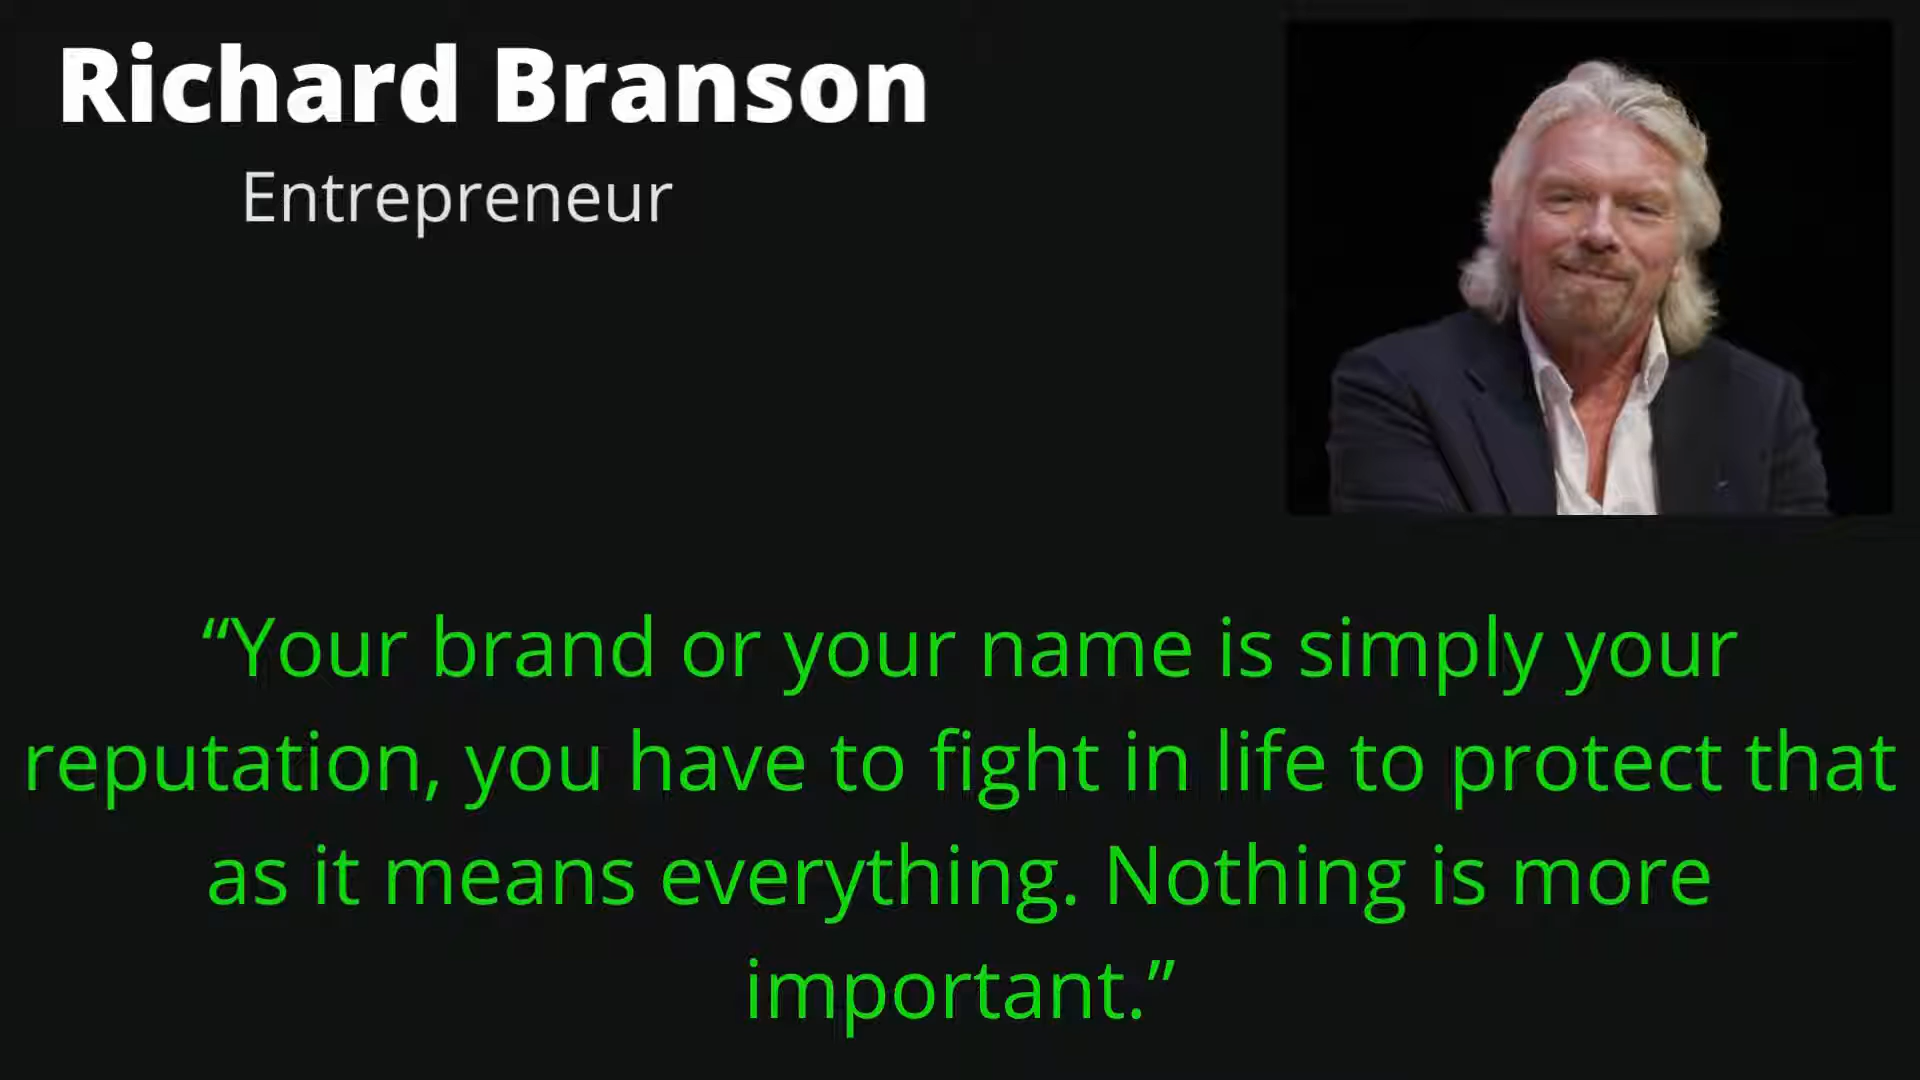 Richard Branson
Entrepreneur
“Your brand or your name is simply your
reputation, you have to fight in life to protect that
as it means everything. Nothing is more
important.”